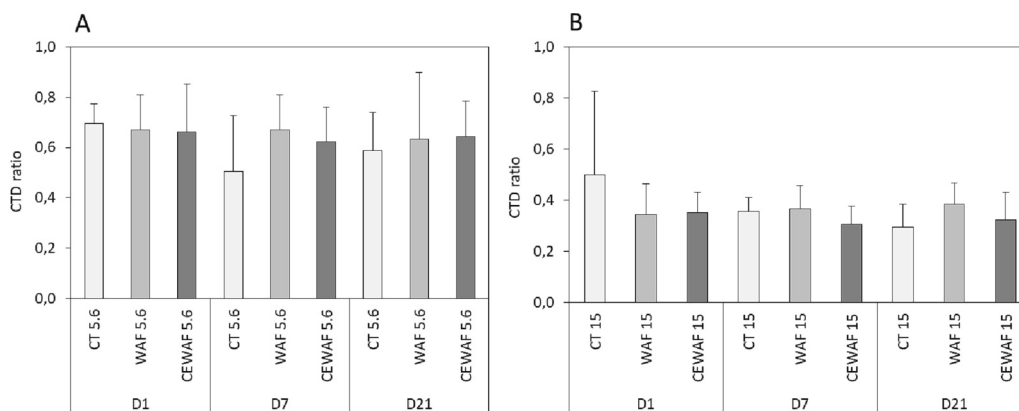 A
1,0
0,8
0,6
0,4
0,2
0,0
CTD ratio
CT 5.6
WAF 5.6
CEWAF 5.6
CT 5.6
WAF 5.6
CEWAF 5.6
CT 5.6
WAF 5.6
CEWAF 5.6
D1
D7
D21
B
1,0
0,8
0,6
0,4
0,2
0,0
CTD ratio
CT 15
WAF 15
CEWAF 15
CT 15
WAF 15
CEWAF 15
CT 15
WAF 15
CEWAF 15
D1
D7
D21